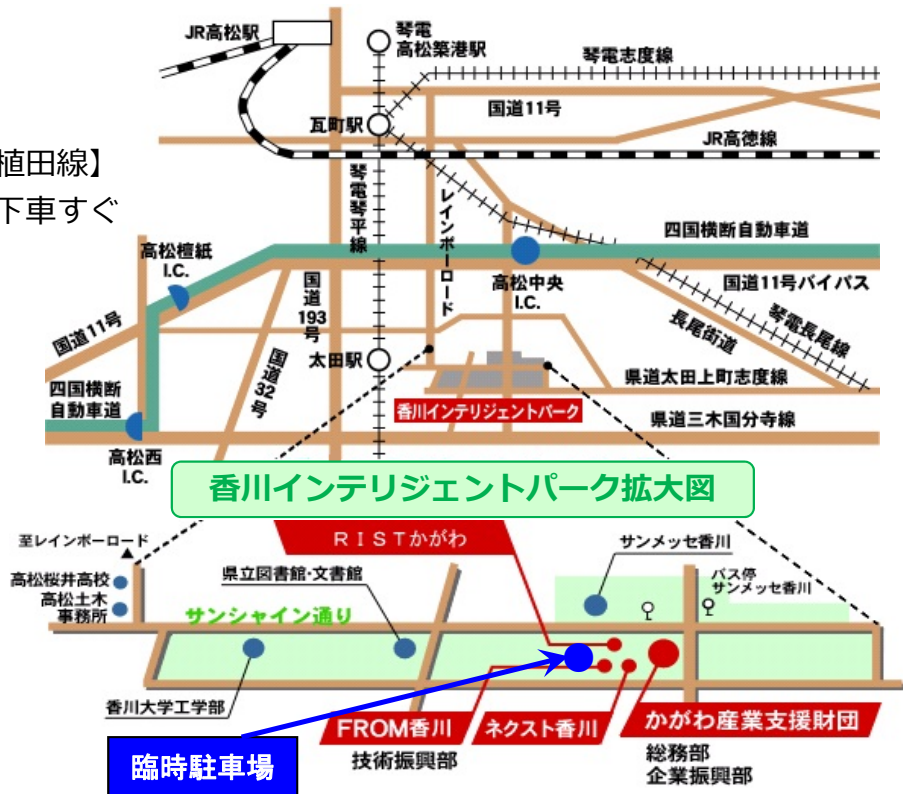 JR高松駅
琴電
高松築港駅
琴電志度線
国道11号
瓦町駅
JR高徳線
植田線】
下車すぐ
琴電琴平線
レインボーロード
四国横断自動車道
高松檀紙
I.C.
高松中央
I.C.
国道11号バイパス
国道11号
国道
193
号
長尾街道
琴電長尾線
太田駅
国道32号
四国横断
自動車道
県道太田上町志度線
香川インテリジェントパーク
県道三木国分寺線
高松西
I.C.
香川インテリジェントパーク拡大図
至レインボーロード
RISTかがわ
サンメッセ香川
高松桜井高校
県立図書館・文書館
バス停
サンメッセ香川
高松土木
事務所
サンシャイン通り
香川大学工学部
FROM香川
ネクスト香川
かがわ産業支援財団
技術振興部
総務部
企業振興部
臨時駐車場